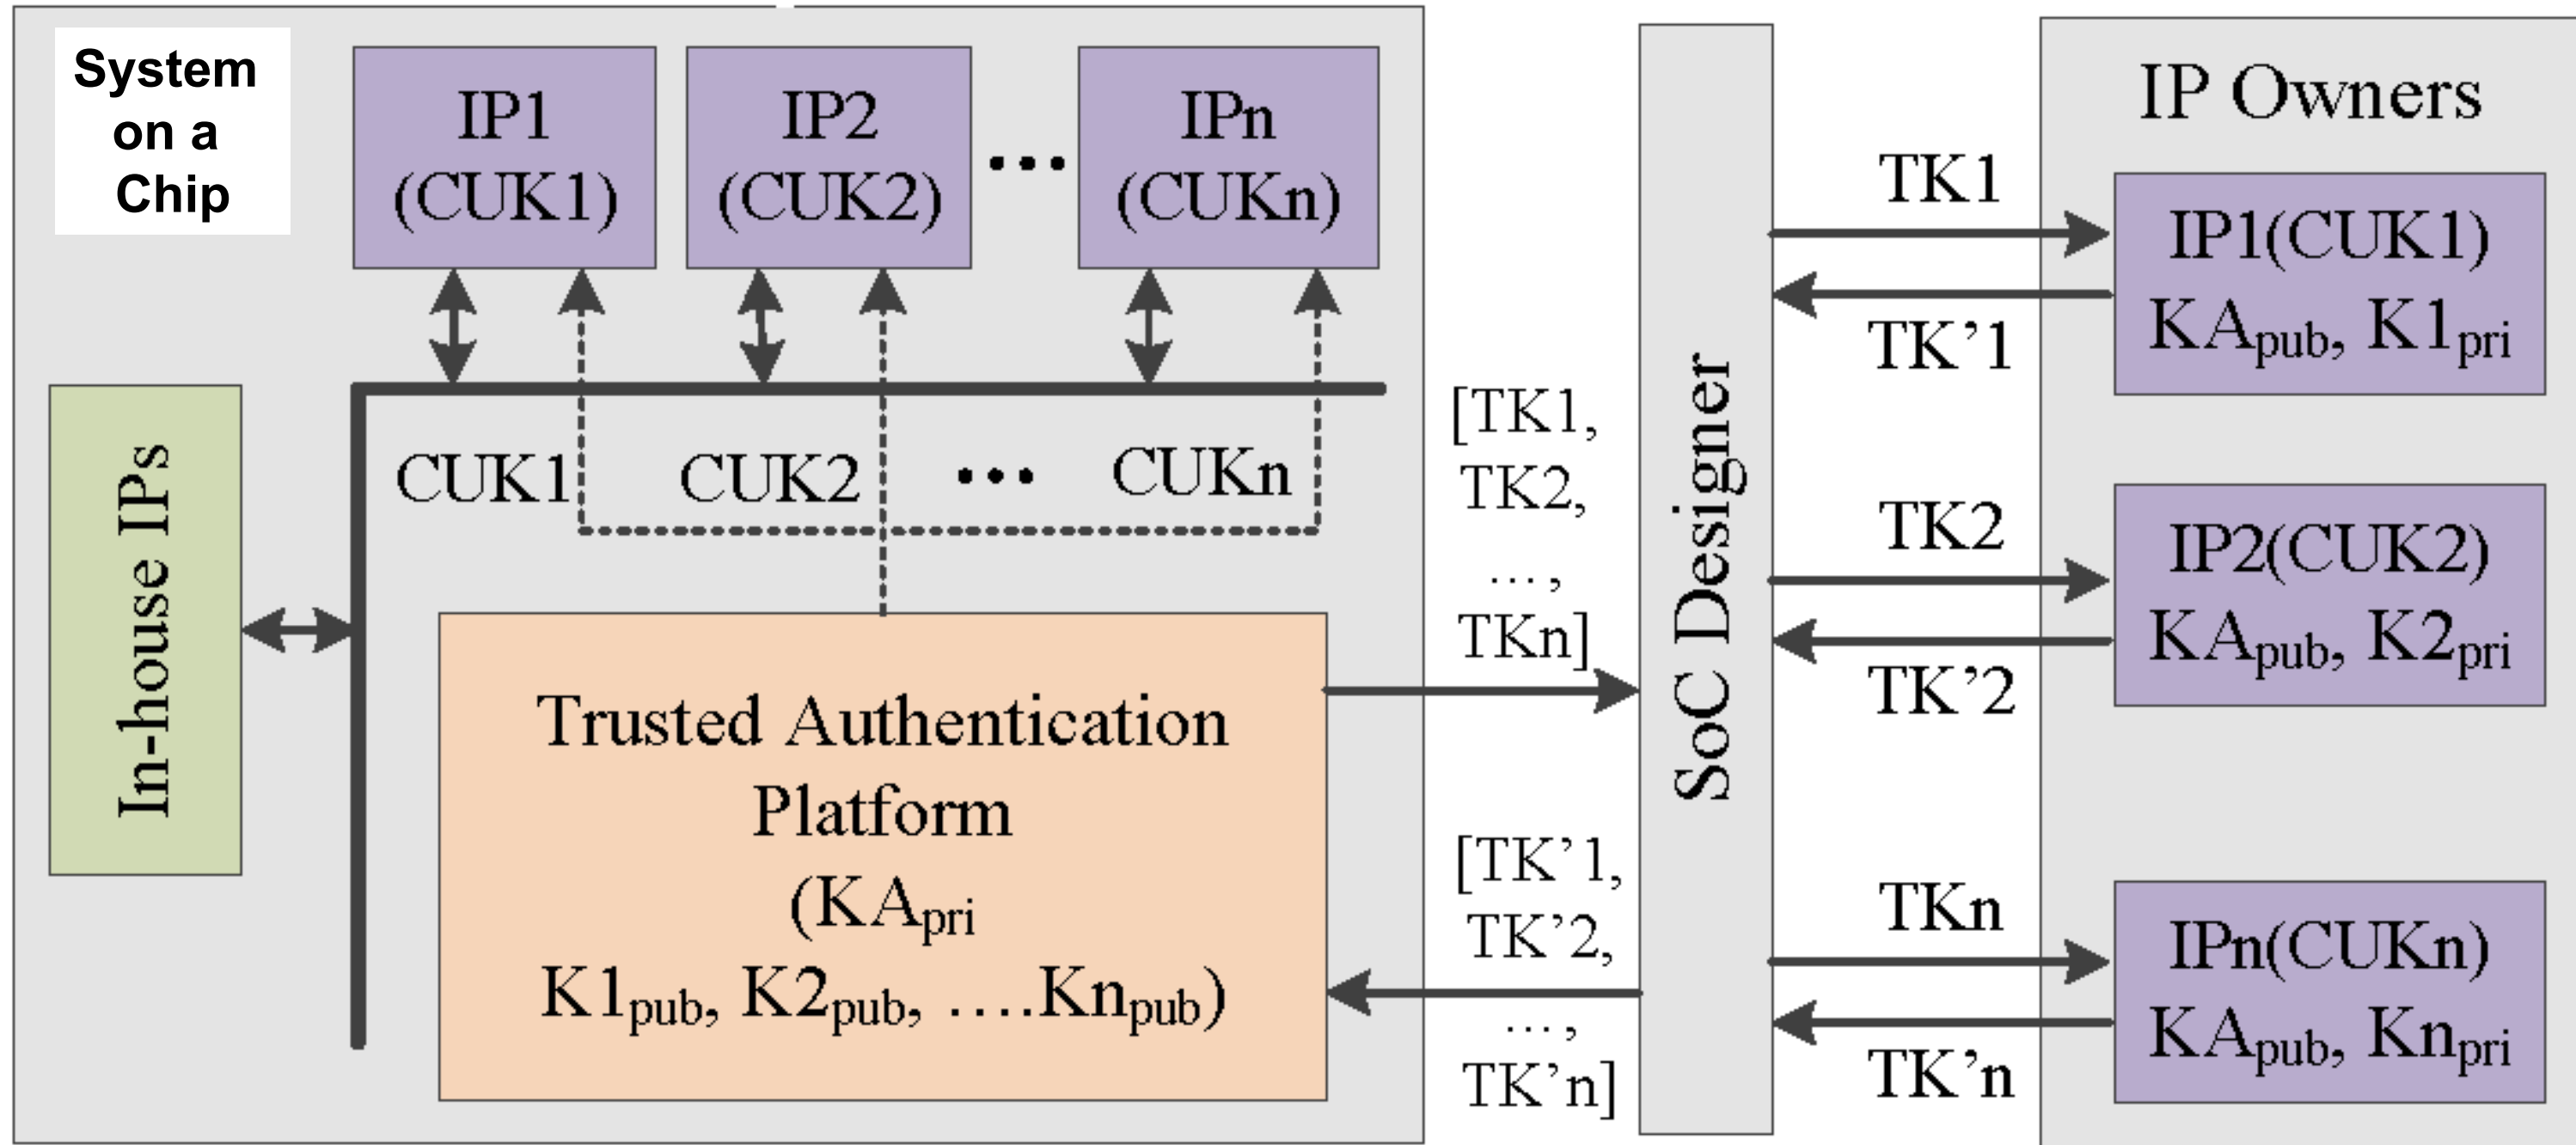 System
on a
Chip
IP1
(CUK1)
IP2
(CUK2)
•••
IPn
(CUKn)
In-house IPs
CUK1
CUK2
•••
CUKn
Trusted Authentication
Platform
(KApri
K1pub, K2pub, ….Knpub)
[TK1,
TK2,
…,
TKn]
[TK’1,
TK’2,
…,
TK’n]
SoC Designer
TK1
TK’1
TK2
TK’2
TKn
TK’n
IP Owners
IP1(CUK1)
KApub, K1pri
IP2(CUK2)
KApub, K2pri
IPn(CUKn)
KApub, Knpri